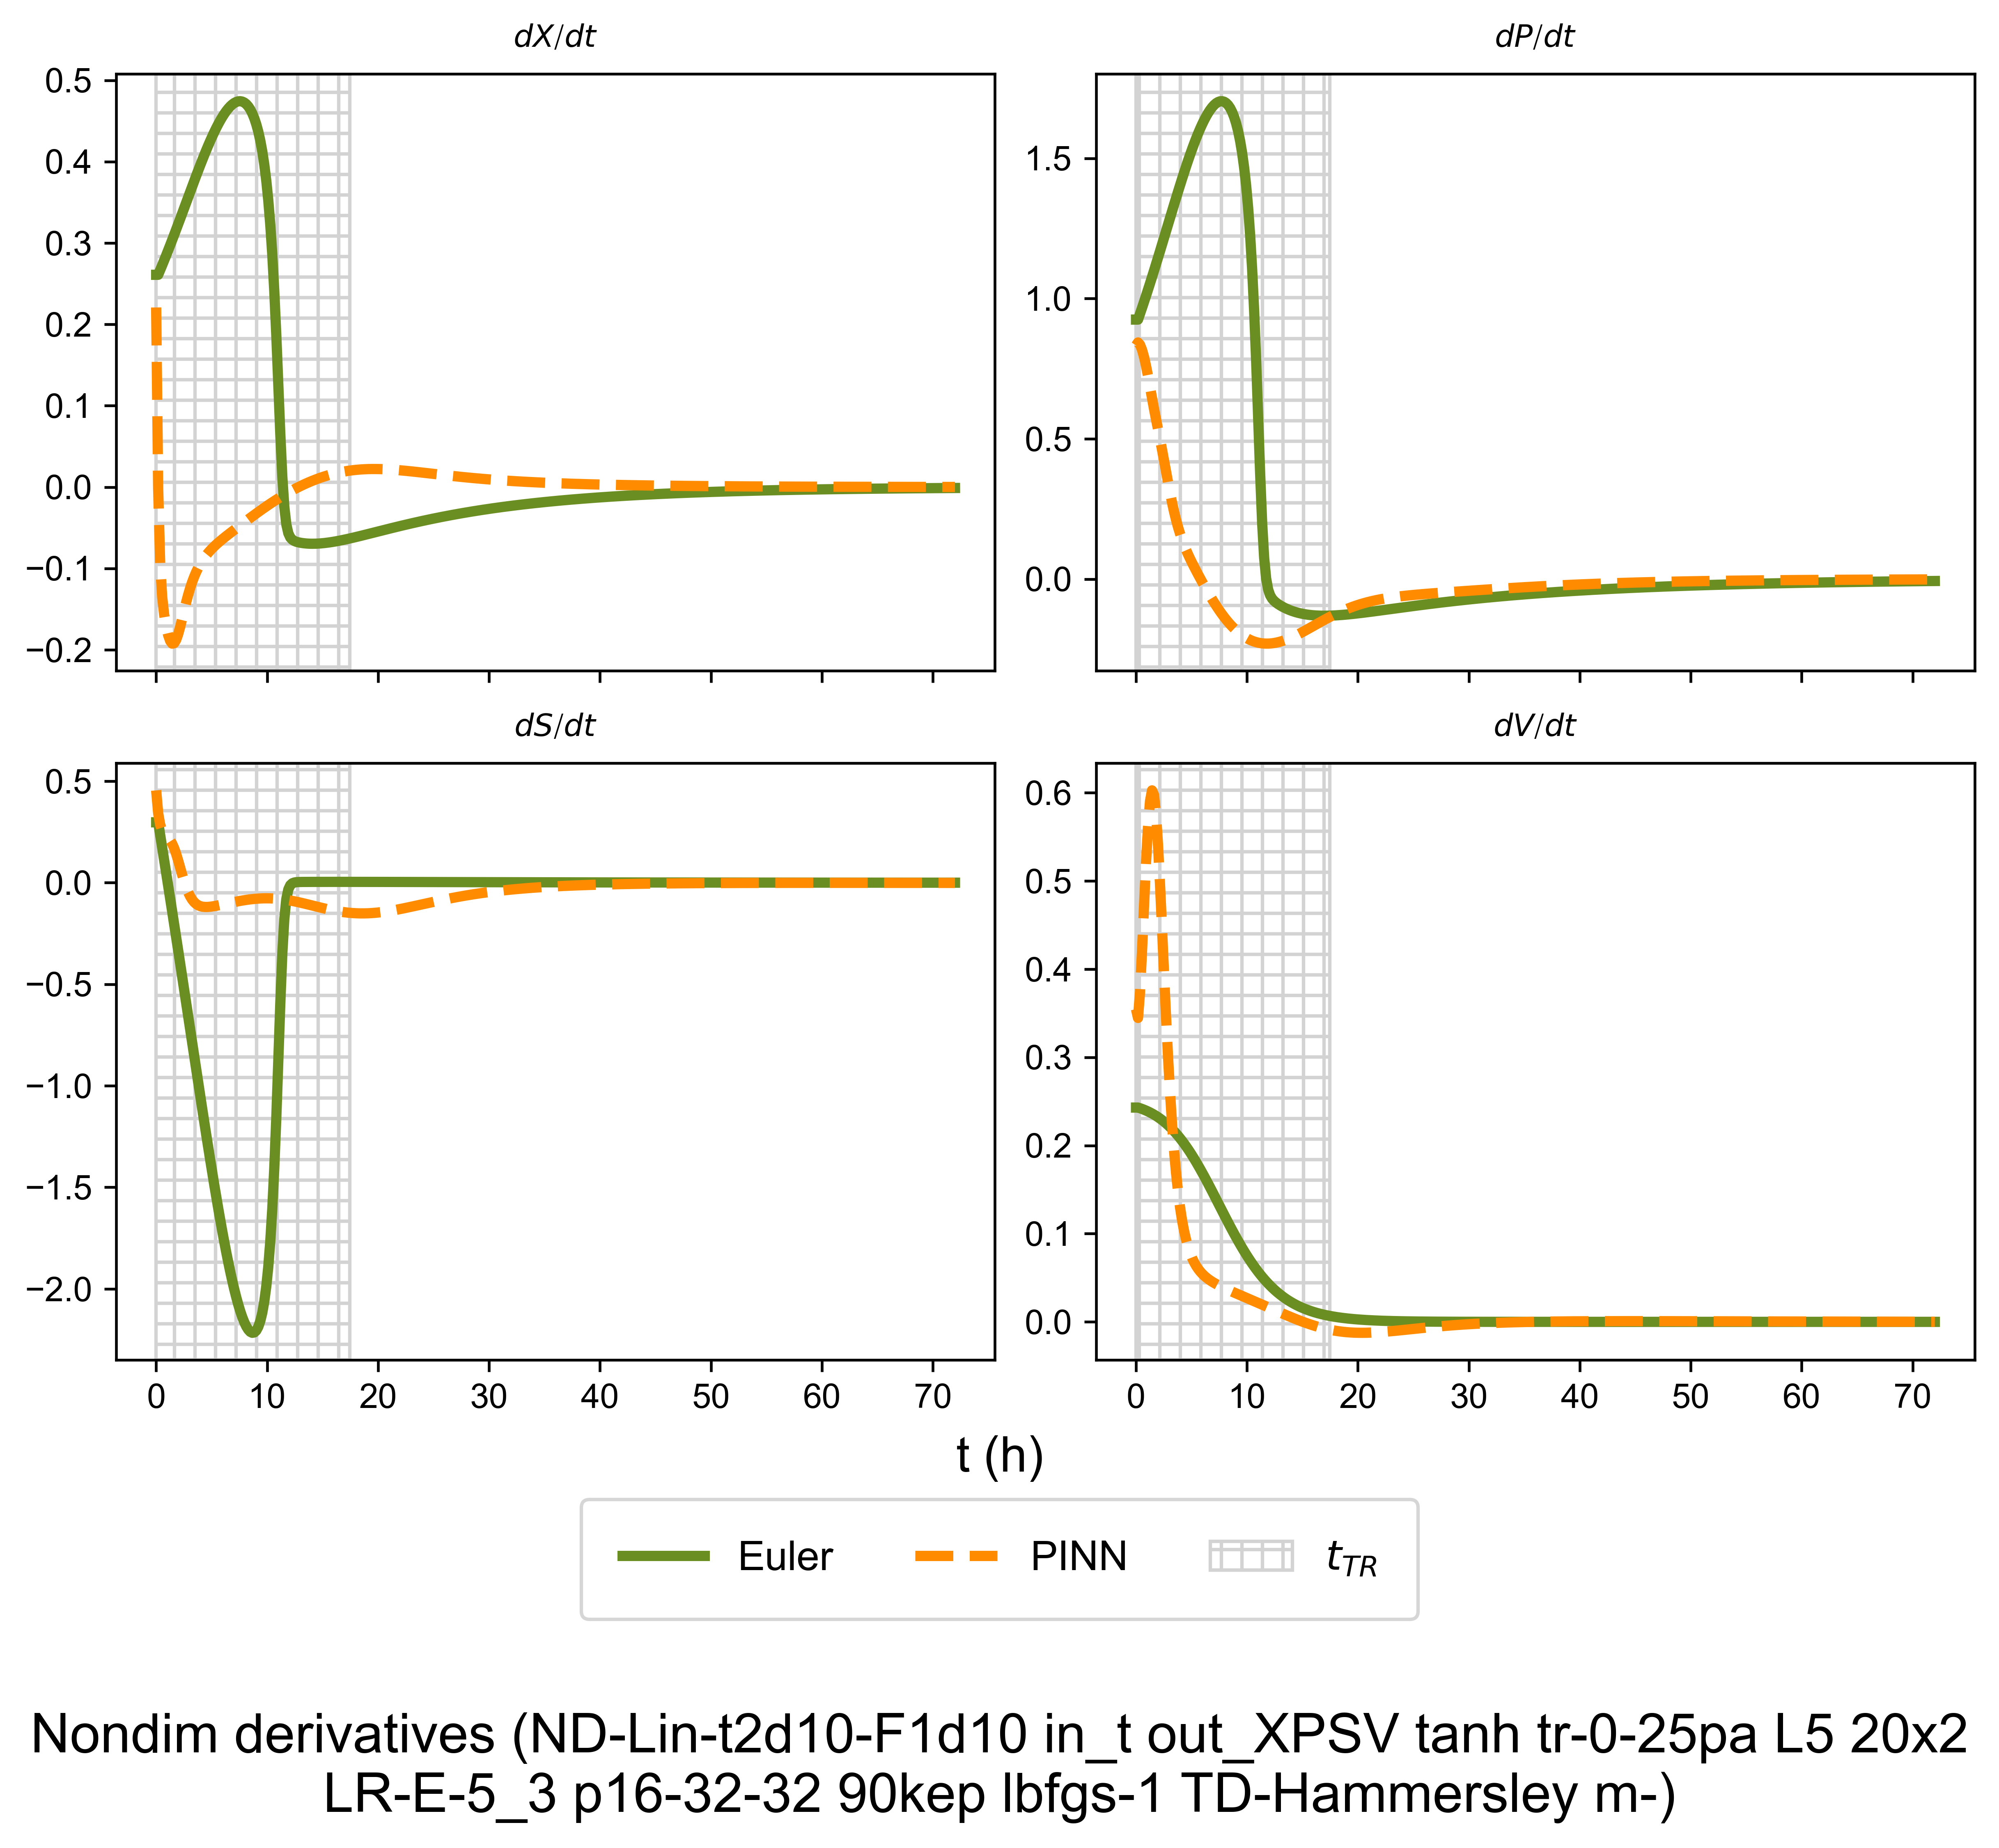 dX/dt
dP/dt
0.5
0.4
0.3
0.2
0.1
0.0
−0.1
−0.2
1.5
1.0
0.5
0.0
dS/dt
dV/dt
0.5
0.0
−0.5
−1.0
−1.5
−2.0
0 10 20 30 40 50 60 70
0.6
0.5
0.4
0.3
0.2
0.1
0.0
0 10 20 30 40 50 60 70
t (h)
Euler PINN t_TR
Nondim derivatives (ND-Lin-t2d10-F1d10 in_t out_XPSV tanh tr-0-25pa L5 20x2
LR-E-5_3 p16-32-32 90kep lbfgs-1 TD-Hammersley m-)